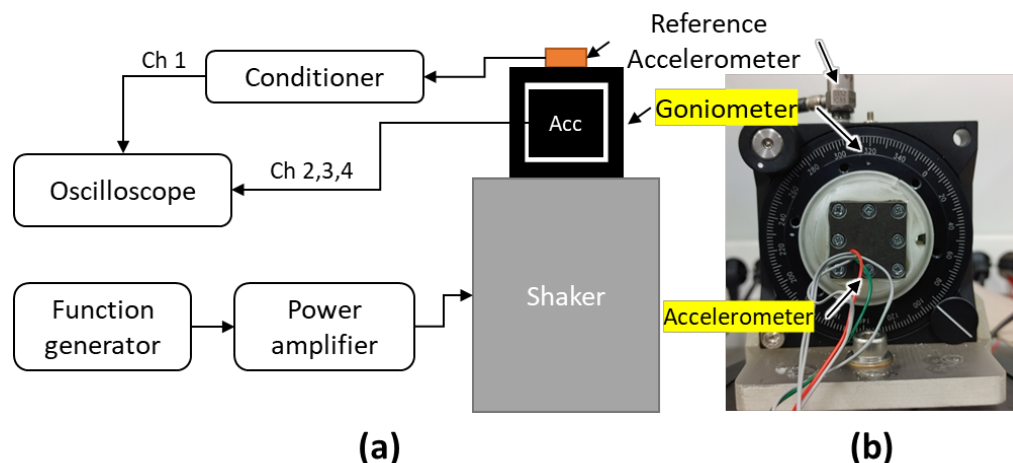 Reference
Accelerometer
Ch 1
Conditioner
Goniometer
Acc
Oscilloscope
Ch 2,3,4
Function
generator
Power
amplifier
Shaker
Accelerometer
(a)
(b)